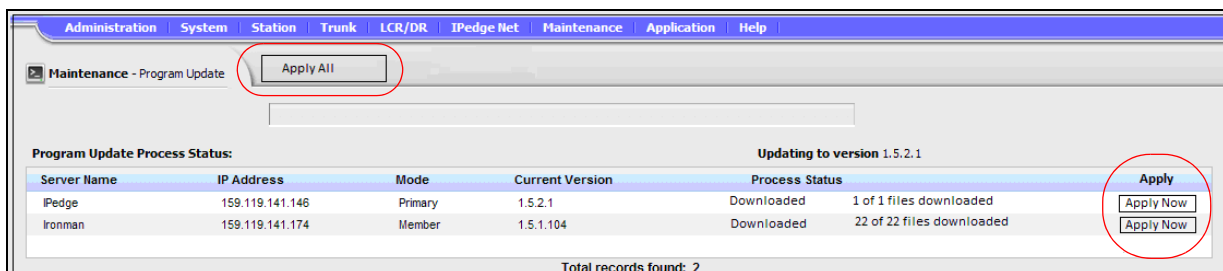 Administration System Station Trunk LCR/DR IPedge Net Maintenance Application Help
Maintenance - Program Update Apply All
Program Update Process Status: Updating to version 1.5.2.1
Server Name IP Address Mode Current Version Process Status Apply
IPedge 159.119.141.146 Primary 1.5.2.1 Downloaded 1 of 1 files downloaded Apply Now
Ironman 159.119.141.174 Member 1.5.1.104 Downloaded 22 of 22 files downloaded Apply Now
Total records found: 2